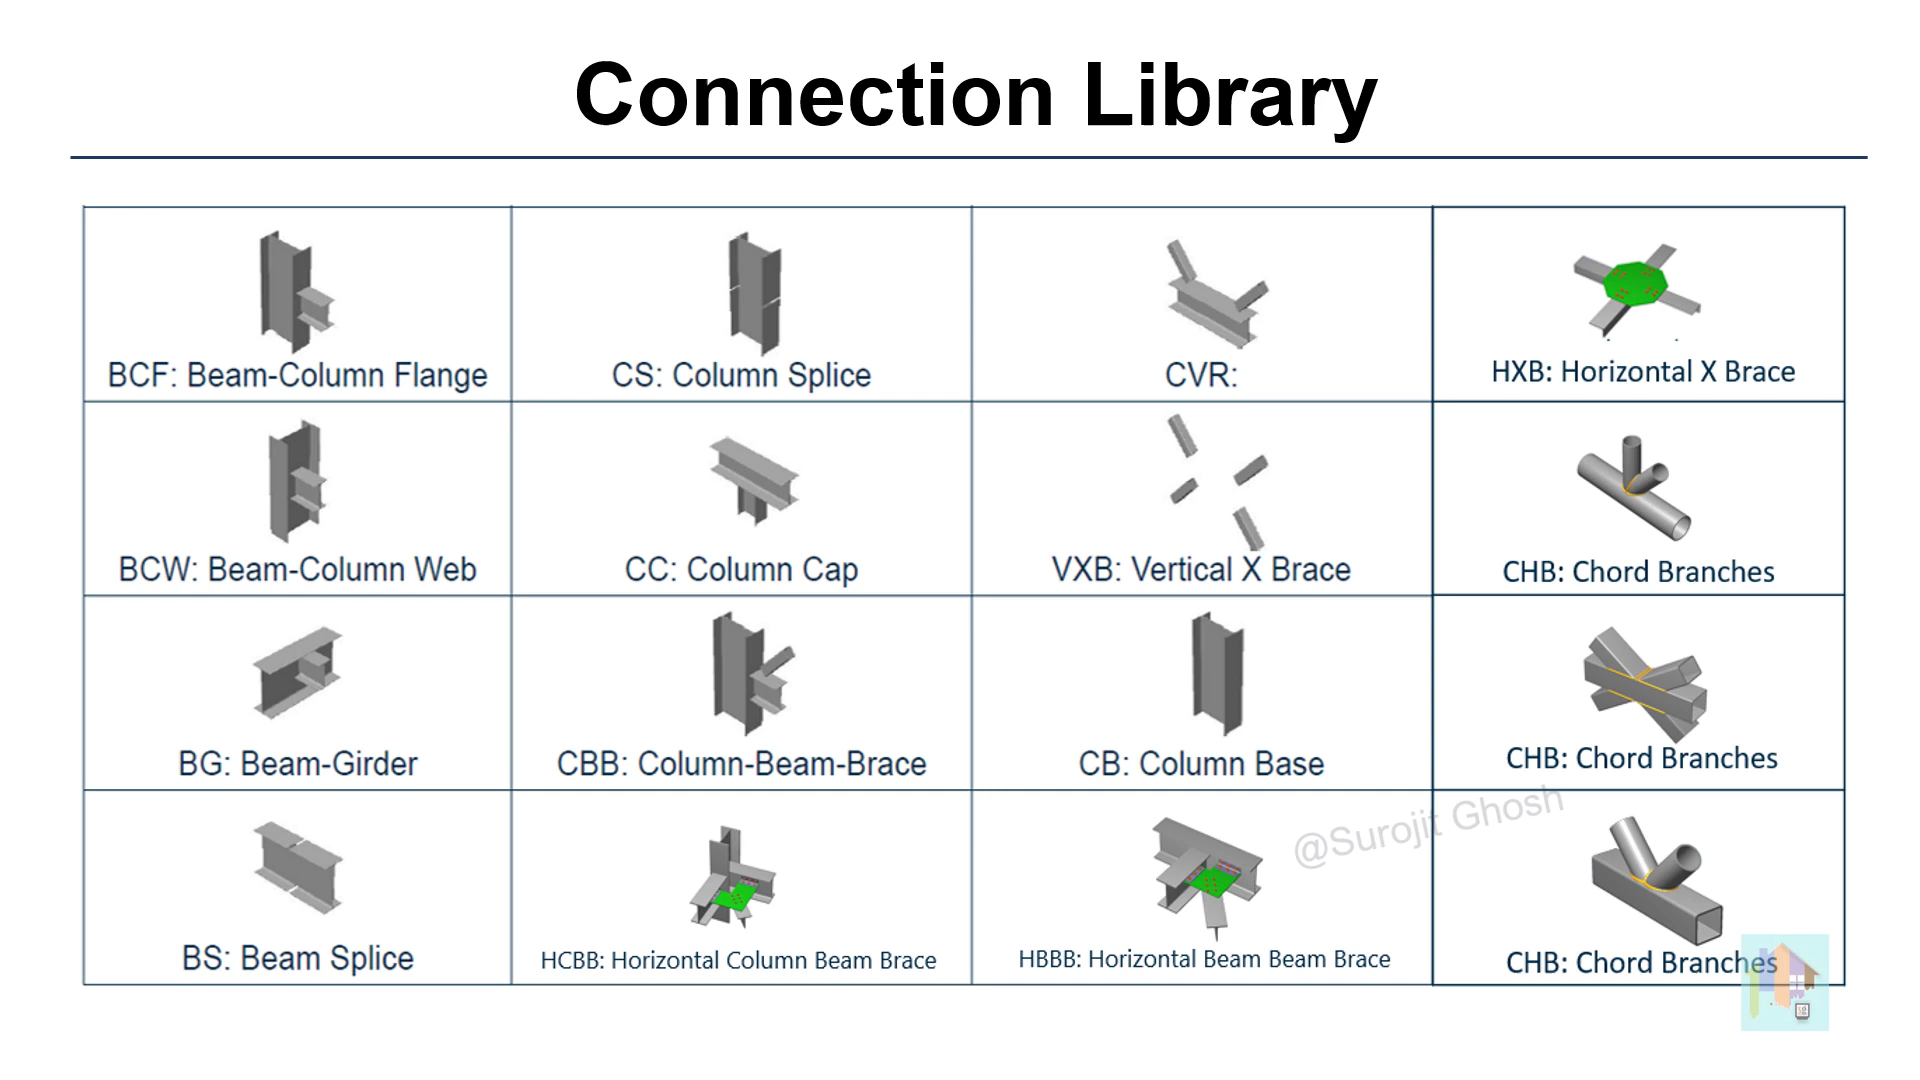 Connection Library
BCF: Beam-Column Flange
CS: Column Splice
CVR:
HXB: Horizontal X Brace
BCW: Beam-Column Web
CC: Column Cap
VXB: Vertical X Brace
CHB: Chord Branches
BG: Beam-Girder
CBB: Column-Beam-Brace
CB: Column Base
CHB: Chord Branches
@Surojit Ghosh
BS: Beam Splice
HCBB: Horizontal Column Beam Brace
HBBB: Horizontal Beam Beam Brace
CHB: Chord Branches